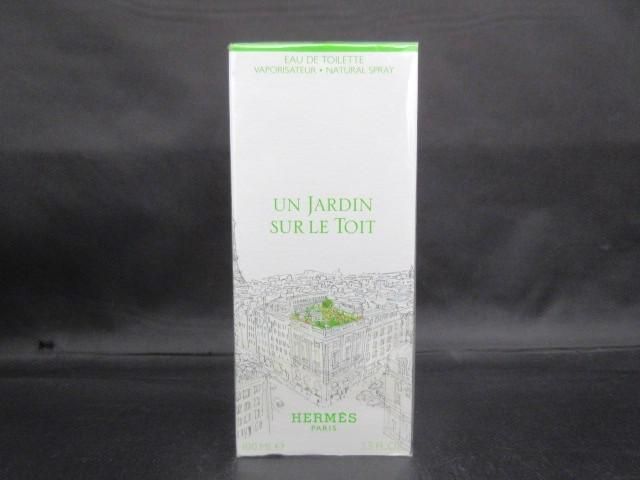 EAU DE TOILETTE
VAPORISATEUR • NATURAL SPRAY
UN JARDIN
SUR LE TOIT
HERMÈS
PARIS
100 ML ℮ 3.3 FL.OZ.